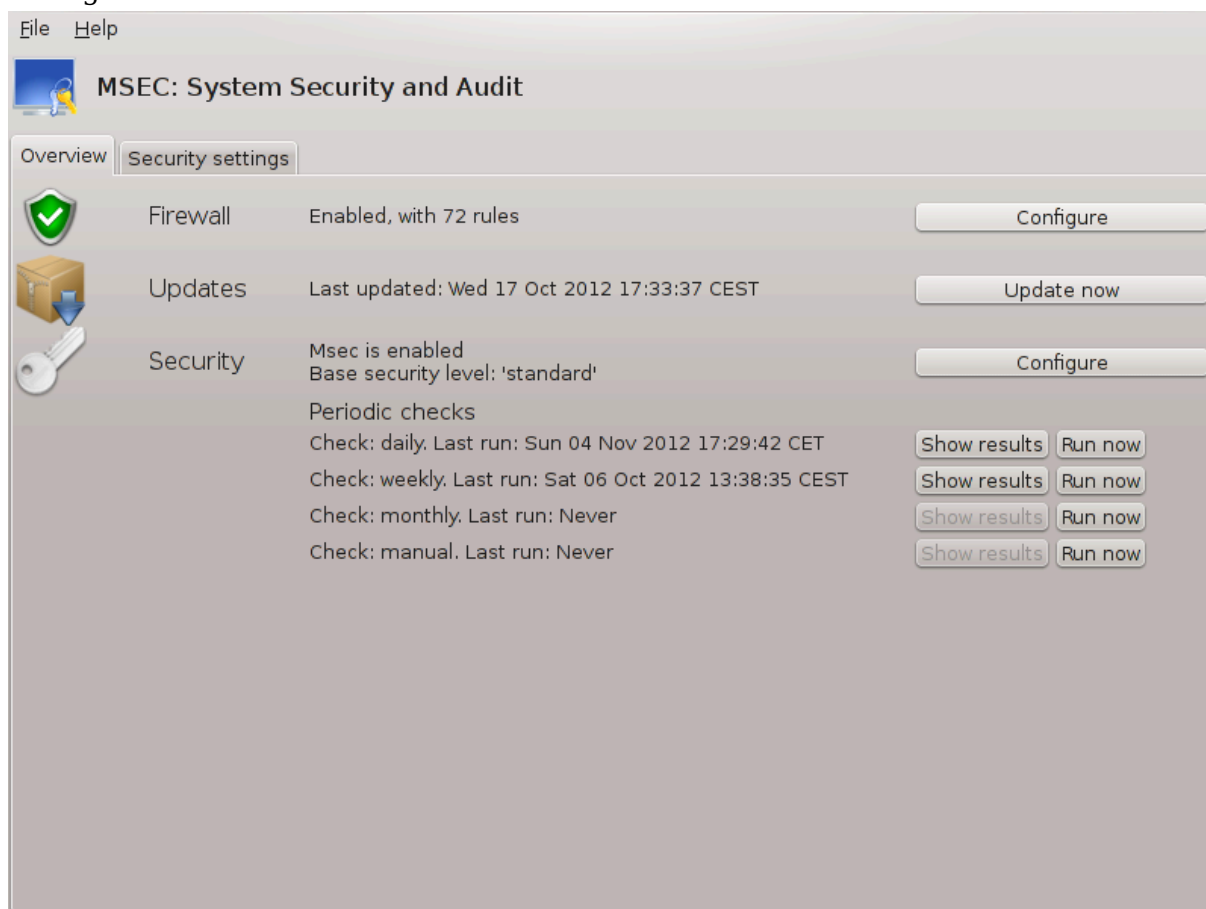 File Help
MSEC: System Security and Audit
Overview Security settings
Firewall Enabled, with 72 rules Configure
Updates Last updated: Wed 17 Oct 2012 17:33:37 CEST Update now
Security Msec is enabled
Base security level: 'standard' Configure
Periodic checks
Check: daily. Last run: Sun 04 Nov 2012 17:29:42 CET Show results Run now
Check: weekly. Last run: Sat 06 Oct 2012 13:38:35 CEST Show results Run now
Check: monthly. Last run: Never Show results Run now
Check: manual. Last run: Never Show results Run now